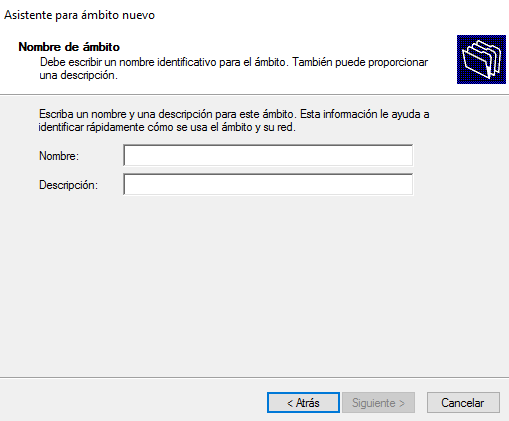 Asistente para ámbito nuevo
Nombre de ámbito
Debe escribir un nombre identificativo para el ámbito. También puede proporcionar
una descripción.
Escriba un nombre y una descripción para este ámbito. Esta información le ayuda a
identificar rápidamente cómo se usa el ámbito y su red.
Nombre:
Descripción:
< Atrás Siguiente > Cancelar